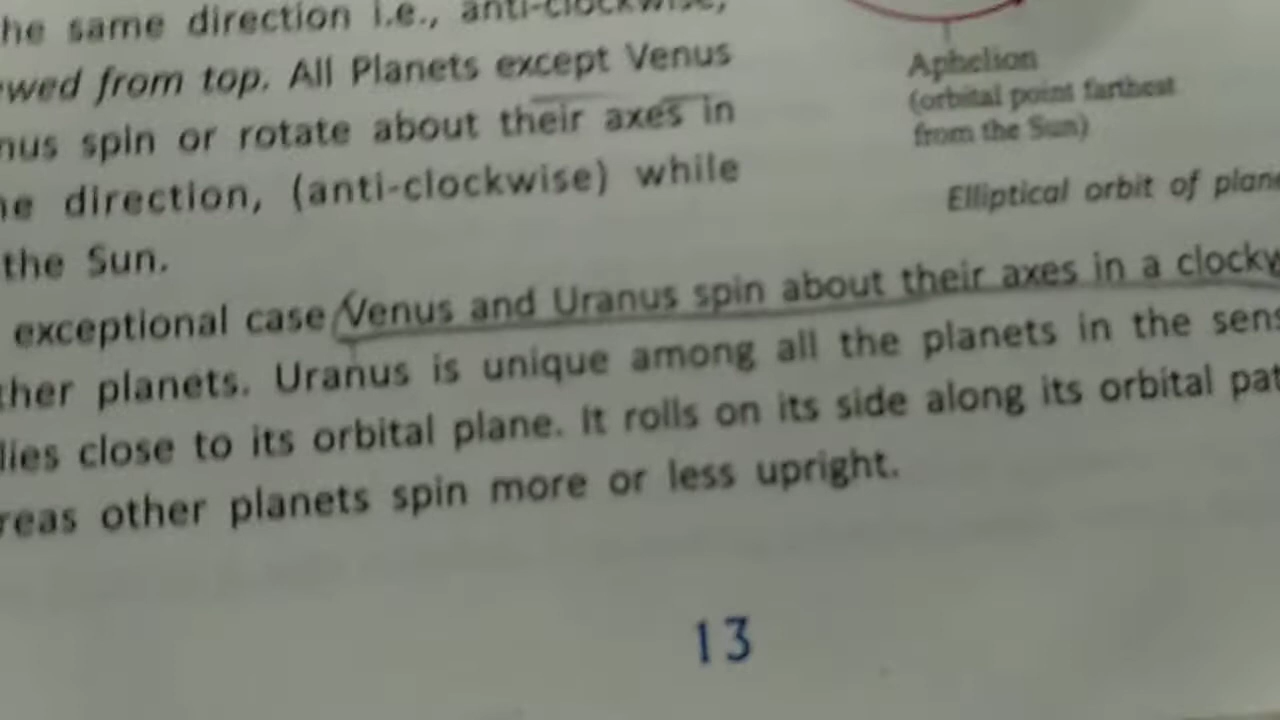 he same direction i.e., anti-clockwise,
wed from top. All Planets except Venus
nus spin or rotate about their axes in
ne direction, (anti-clockwise) while
the Sun.
Aphelion
(orbital point farthest
from the Sun)
Elliptical orbit of plane
exceptional case Venus and Uranus spin about their axes in a clockw
ther planets. Uranus is unique among all the planets in the sens
lies close to its orbital plane. It rolls on its side along its orbital pat
reas other planets spin more or less upright.
13